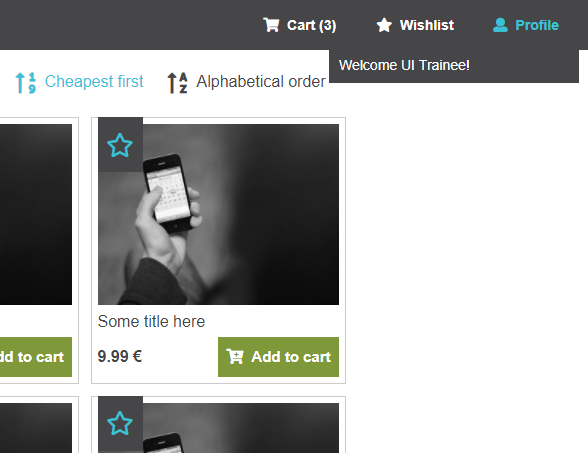 Cart (3) Wishlist Profile
Welcome UI Trainee!
Cheapest first Alphabetical order
Some title here
9.99 €
Add to cart
to cart